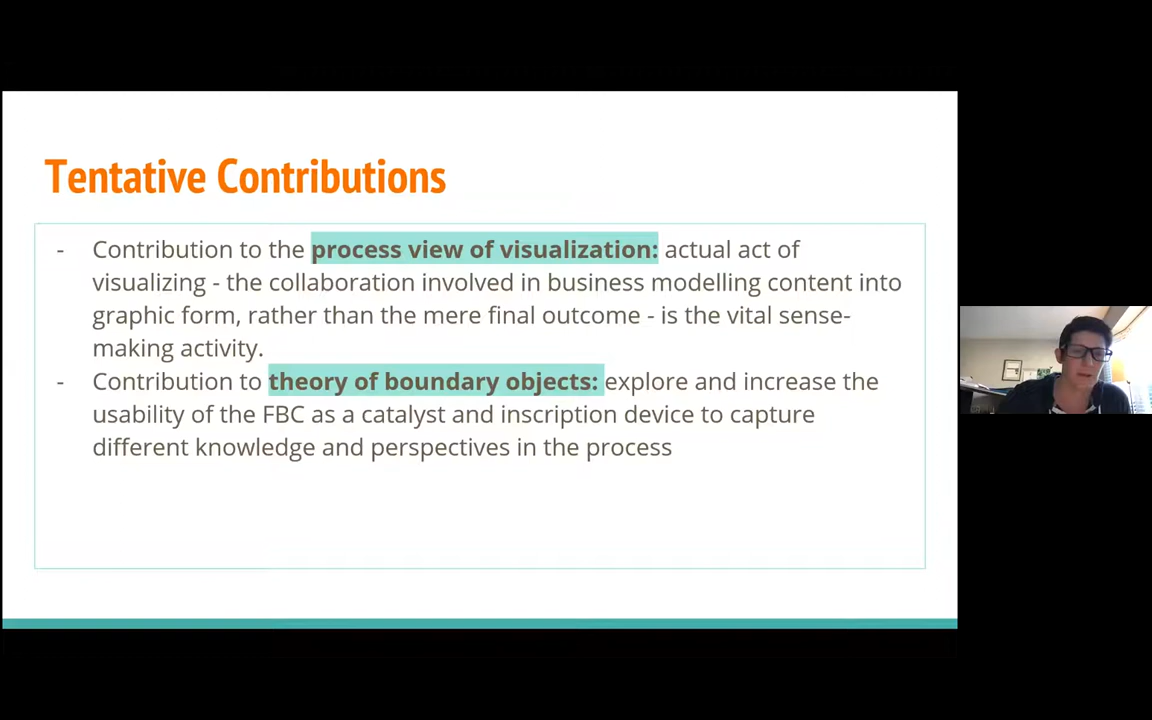 Tentative Contributions
- Contribution to the process view of visualization: actual act of
visualizing - the collaboration involved in business modelling content into
graphic form, rather than the mere final outcome - is the vital sense-
making activity.
- Contribution to theory of boundary objects: explore and increase the
usability of the FBC as a catalyst and inscription device to capture
different knowledge and perspectives in the process